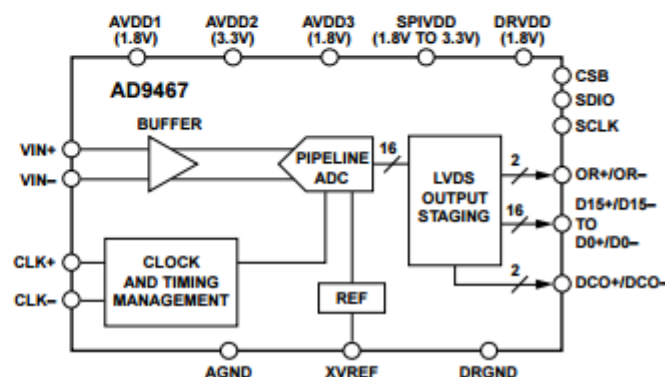 AVDD1 AVDD2 AVDD3 SPIVDD DRVDD
(1.8V) (3.3V) (1.8V) (1.8V TO 3.3V) (1.8V)
CSB
AD9467
SDIO
BUFFER
SCLK
VIN+
VIN–
PIPELINE
ADC
16
LVDS
OUTPUT
STAGING
2
OR+/OR–
16
D15+/D15–
TO
D0+/D0–
CLK+
CLK–
CLOCK
AND TIMING
MANAGEMENT
REF
2
DCO+/DCO–
AGND XVREF DRGND